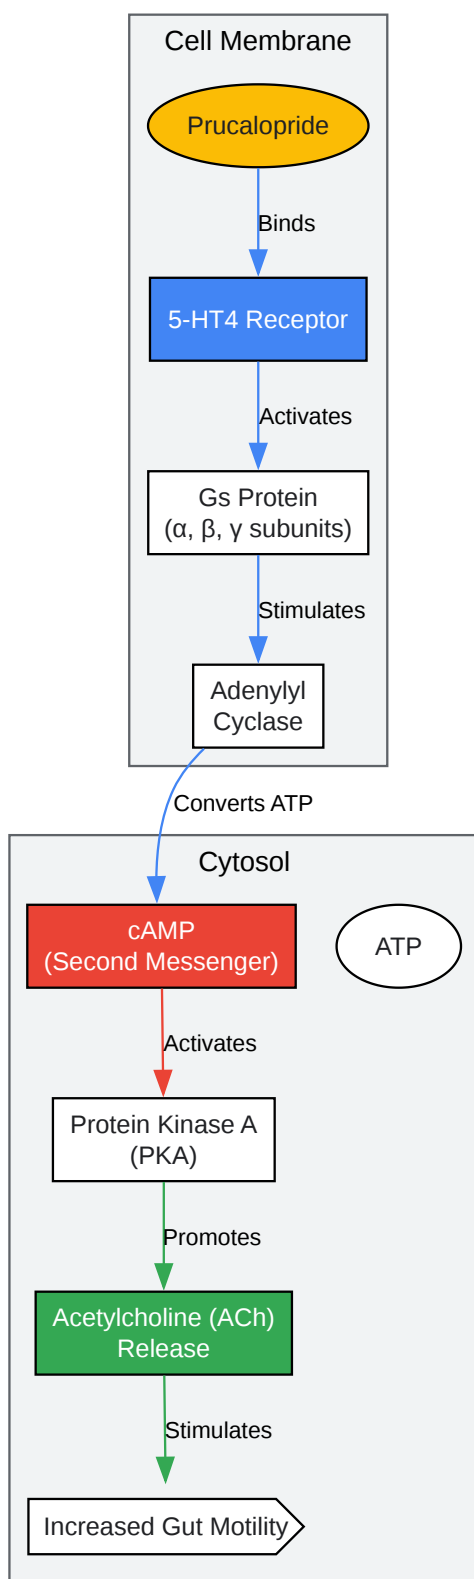 Cell Membrane
Prucalopride
Binds
5-HT4 Receptor
Activates
Gs Protein
(α, β, γ subunits)
Stimulates
Adenylyl
Cyclase
Converts ATP
Cytosol
cAMP
(Second Messenger)
ATP
Activates
Protein Kinase A
(PKA)
Promotes
Acetylcholine (ACh)
Release
Stimulates
Increased Gut Motility